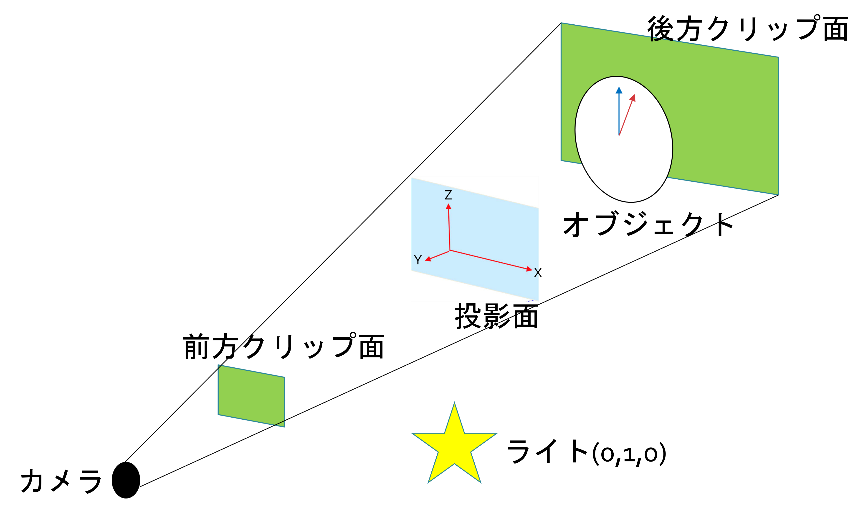 後方クリップ面
Z
Y
X
オブジェクト
投影面
前方クリップ面
ライト(0,1,0)
カメラ